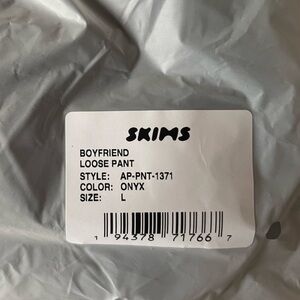 SKIMS
BOYFRIEND
LOOSE PANT
STYLE: AP-PNT-1371
COLOR: ONYX
SIZE: L
1 94378 71766 7